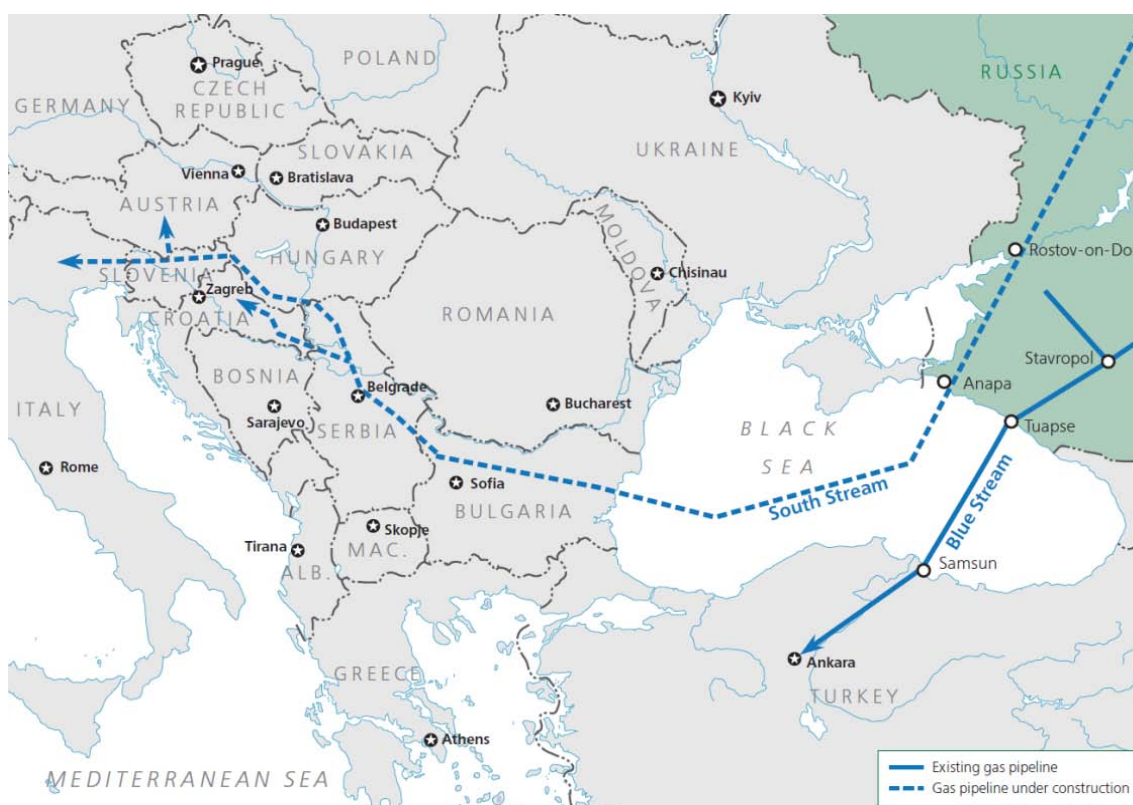 Prague
CZECH
REPUBLIC
POLAND
GERMANY
Kyiv
RUSSIA
UKRAINE
SLOVAKIA
Vienna
Bratislava
AUSTRIA
Budapest
HUNGARY
MOLDOVA
Chisinau
Rostov-on-Do
SLOVENIA
Zagreb
CROATIA
ROMANIA
Stavropol
BOSNIA
Belgrade
Anapa
Sarajevo
SERBIA
Bucharest
Tuapse
ITALY
BLACK
SEA
Rome
Sofia
BULGARIA
South Stream
Blue Stream
Skopje
MAC.
Tirana
ALB.
Samsun
GREECE
Ankara
TURKEY
Athens
MEDITERRANEAN SEA
Existing gas pipeline
Gas pipeline under construction